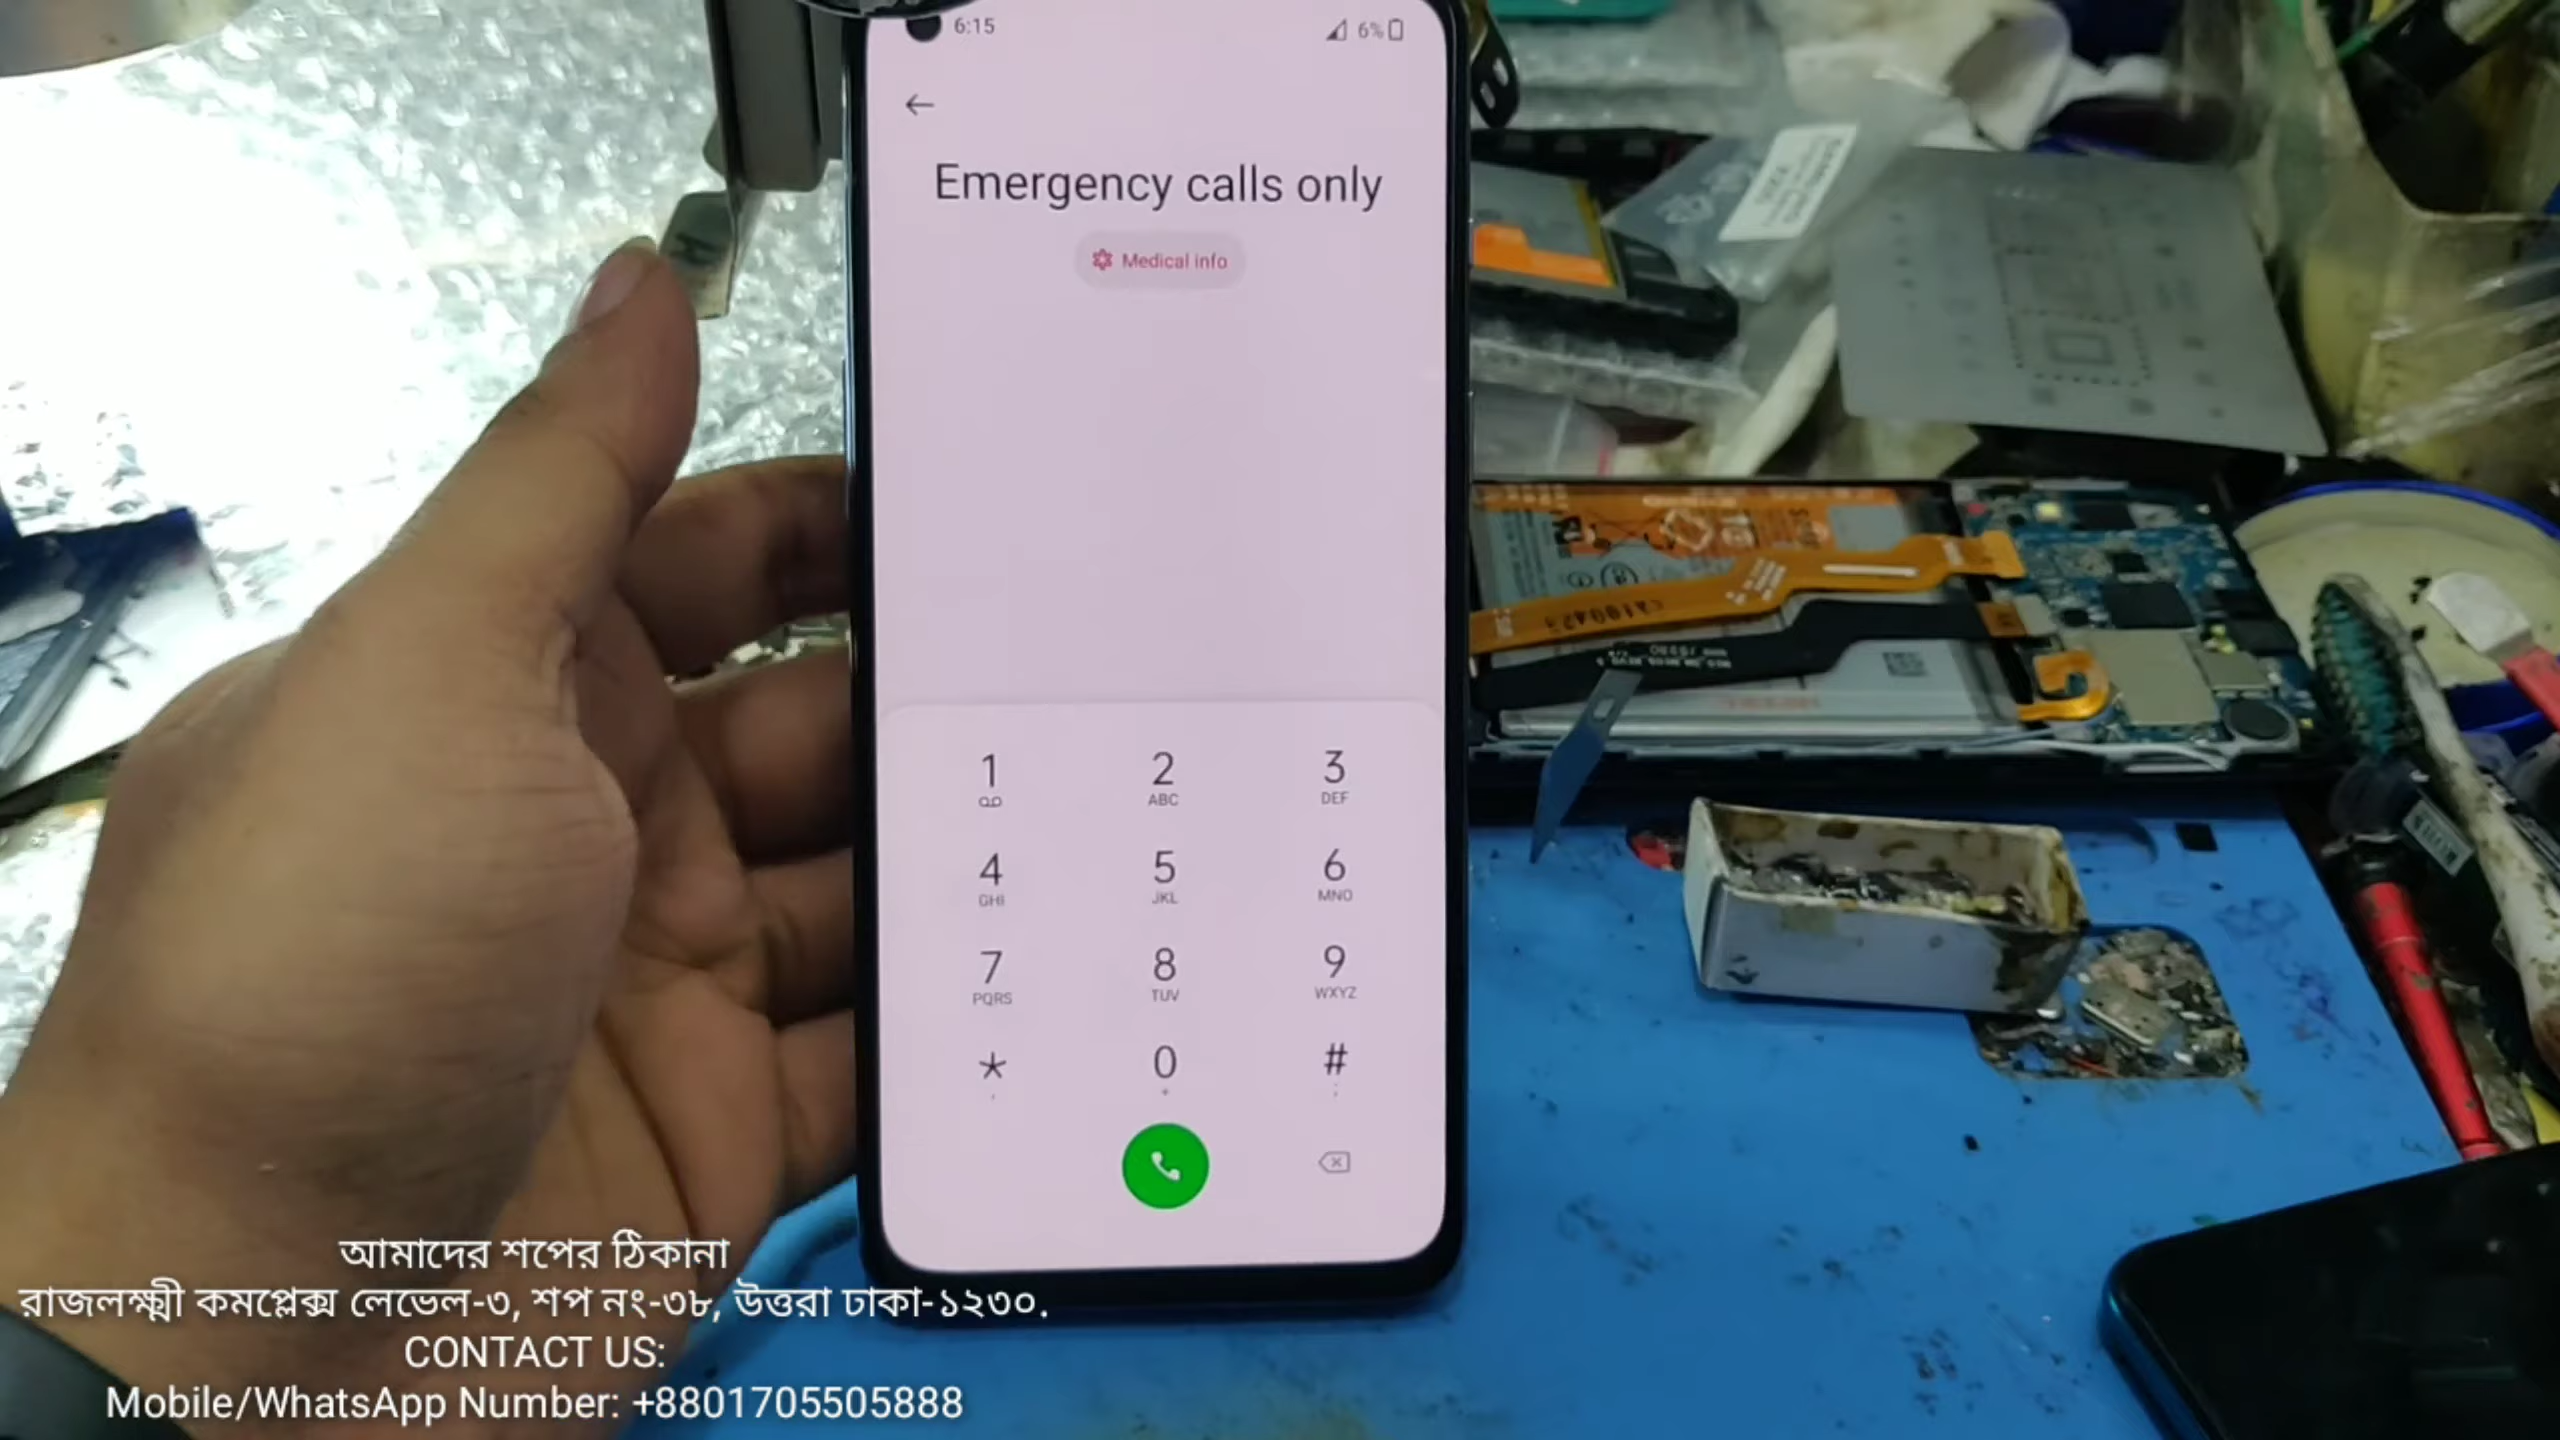 6:15
6%
Emergency calls only
Medical info
1
2
ABC
3
DEF
4
GHI
5
JKL
6
MNO
7
PQRS
8
TUV
9
WXYZ
*
,
0
+
#
;
আমাদের শপের ঠিকানা
রাজলক্ষ্মী কমপ্লেক্স লেভেল-৩, শপ নং-৩৮, উত্তরা ঢাকা-১২৩০.
CONTACT US:
Mobile/WhatsApp Number: +8801705505888